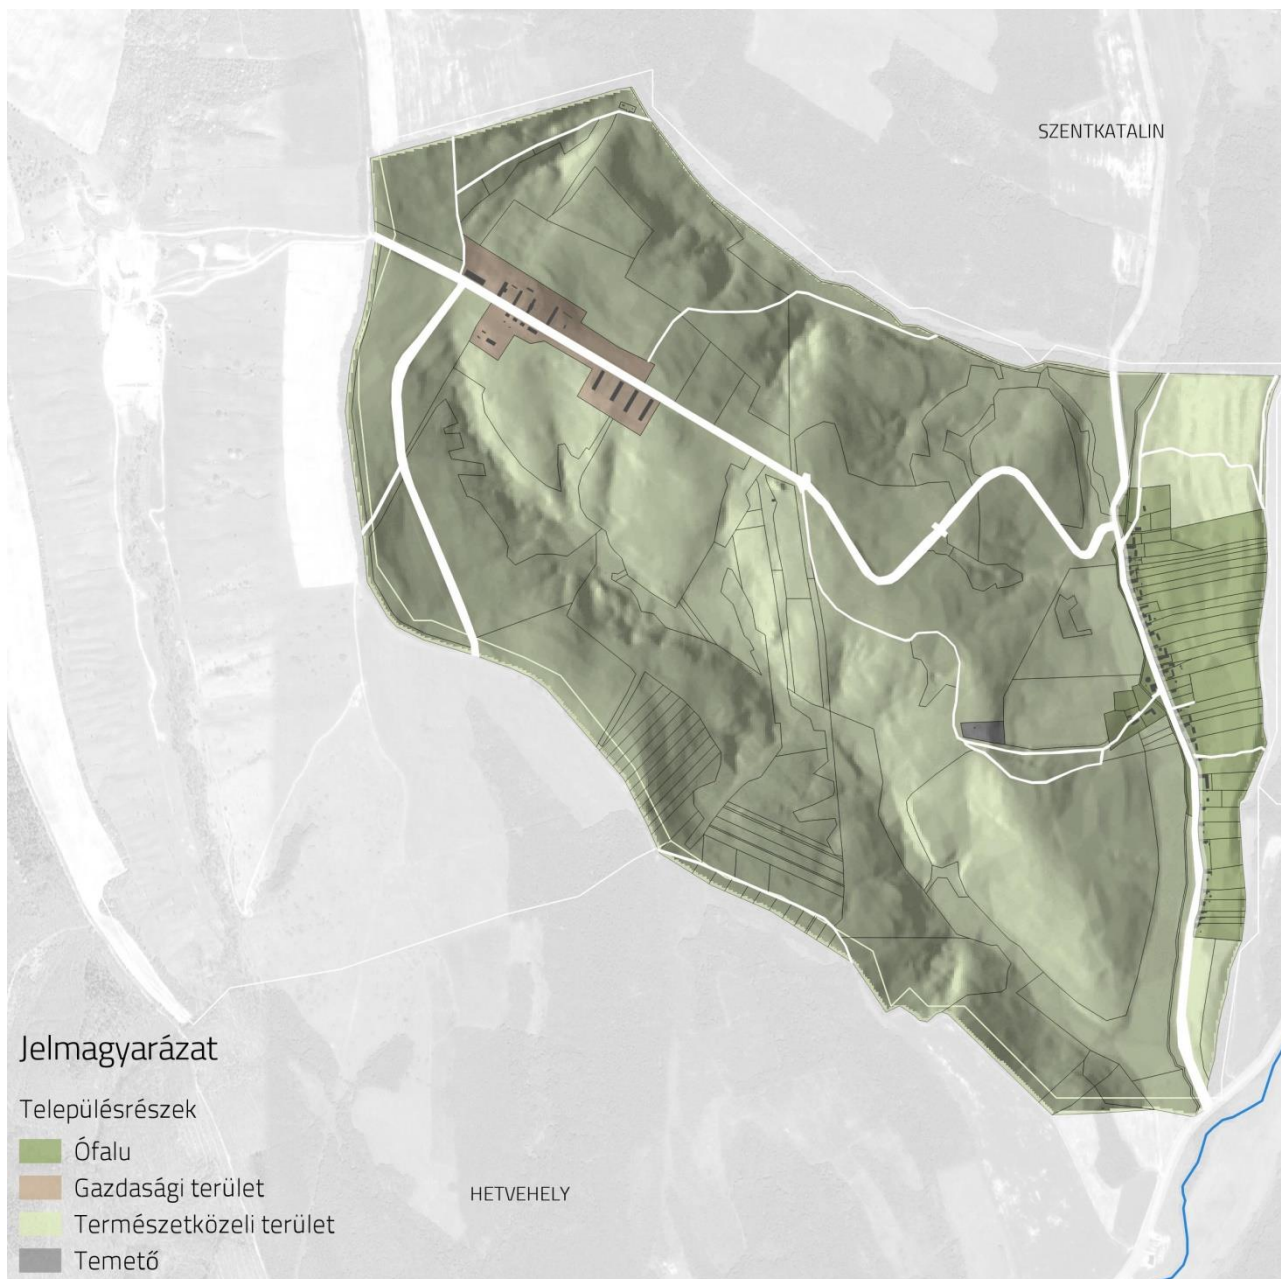 SZENTKATALIN
Jelmagyarázat
Településrészek
Ófalu
Gazdasági terület
HETVEHELY
Természetközeli terület
Temető